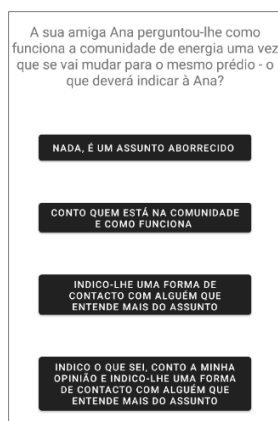 A sua amiga Ana perguntou-lhe como
funciona a comunidade de energia uma vez
que se vai mudar para o mesmo prédio - o
que deverá indicar à Ana?
NADA, É UM ASSUNTO ABORRECIDO
CONTO QUEM ESTÁ NA COMUNIDADE
E COMO FUNCIONA
INDICO-LHE UMA FORMA DE
CONTACTO COM ALGUÉM QUE
ENTENDE MAIS DO ASSUNTO
INDICO O QUE SEI, CONTO A MINHA
OPINIÃO E INDICO-LHE UMA FORMA
DE CONTACTO COM ALGUÉM QUE
ENTENDE MAIS DO ASSUNTO